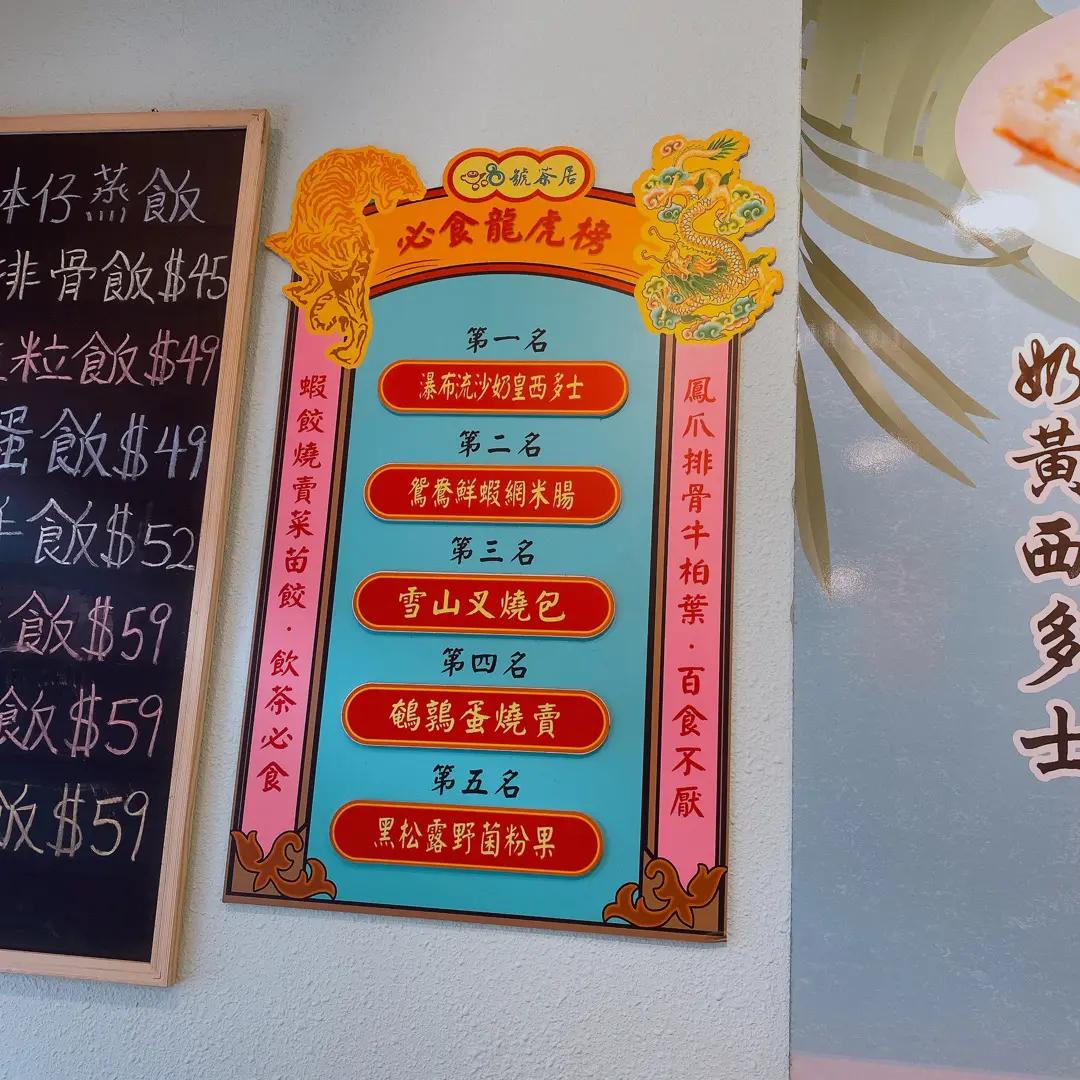 砵仔蒸飯
排骨飯$45
粒飯$49
蛋飯$49
飯$52
飯$59
飯$59
飯$59
8號茶居
必食龍虎榜
鳳爪排骨牛柏葉·百食不厭
蝦餃燒賣菜苗餃·飲茶必食
第一名
瀑布流沙奶皇西多士
第二名
鴛鴦鮮蝦網米腸
第三名
雪山叉燒包
第四名
鵪鶉蛋燒賣
第五名
黑松露野菌粉果
奶黃西多士